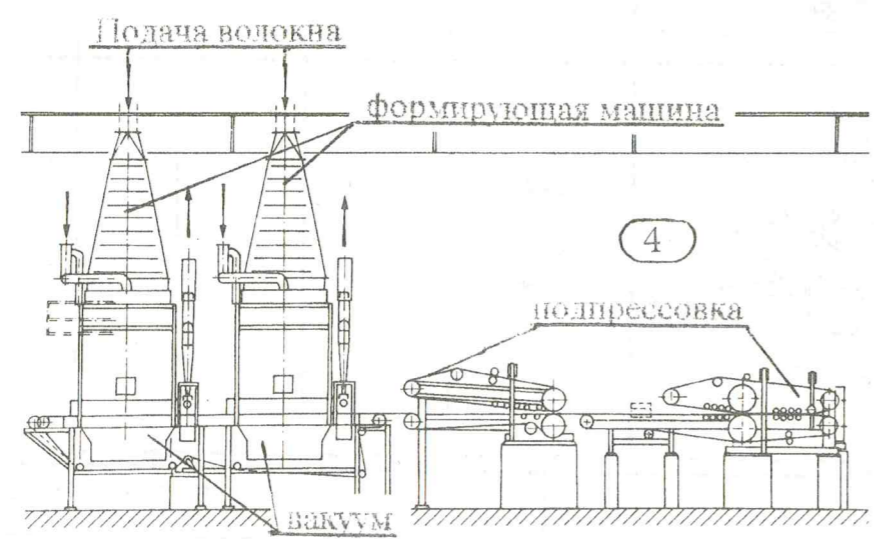 Подача волокна
формирующая машина
4
подпрессовка
вакуум